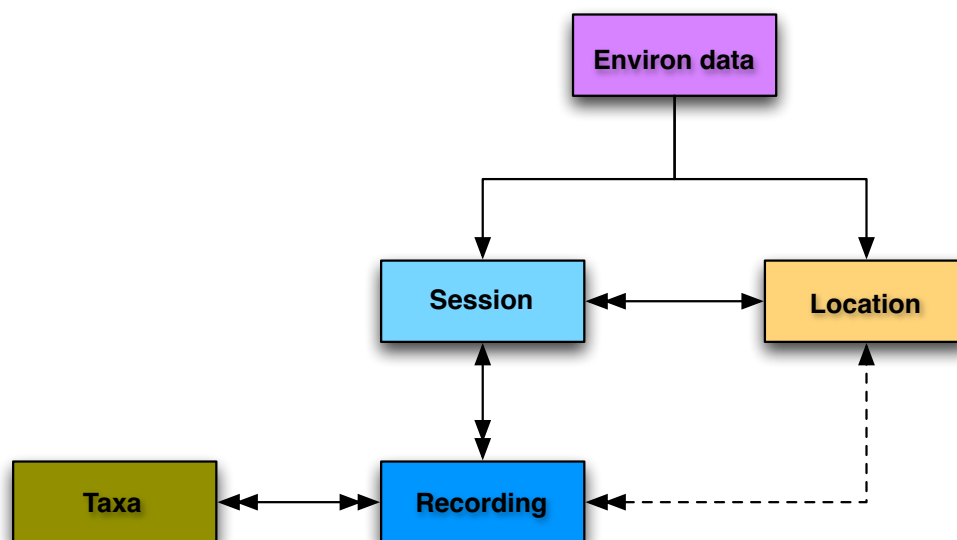 Environ data
Session
Location
Taxa
Recording